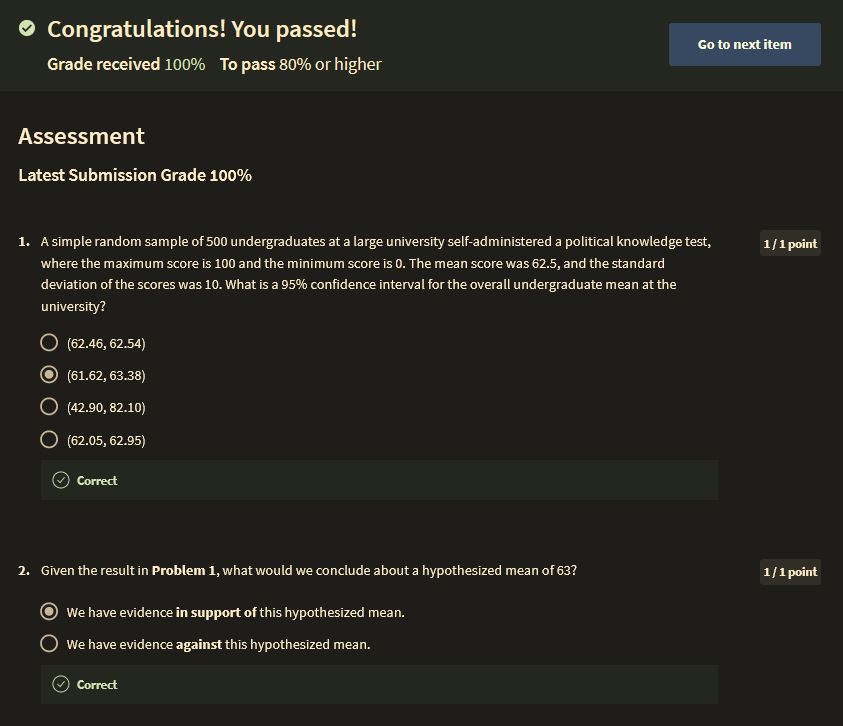 Congratulations! You passed!
Grade received 100% To pass 80% or higher
Go to next item
Assessment
Latest Submission Grade 100%
1. A simple random sample of 500 undergraduates at a large university self-administered a political knowledge test,
where the maximum score is 100 and the minimum score is 0. The mean score was 62.5, and the standard
deviation of the scores was 10. What is a 95% confidence interval for the overall undergraduate mean at the
university?
1 / 1 point
(62.46, 62.54)
(61.62, 63.38)
(42.90, 82.10)
(62.05, 62.95)
Correct
2. Given the result in Problem 1, what would we conclude about a hypothesized mean of 63?
1 / 1 point
We have evidence in support of this hypothesized mean.
We have evidence against this hypothesized mean.
Correct